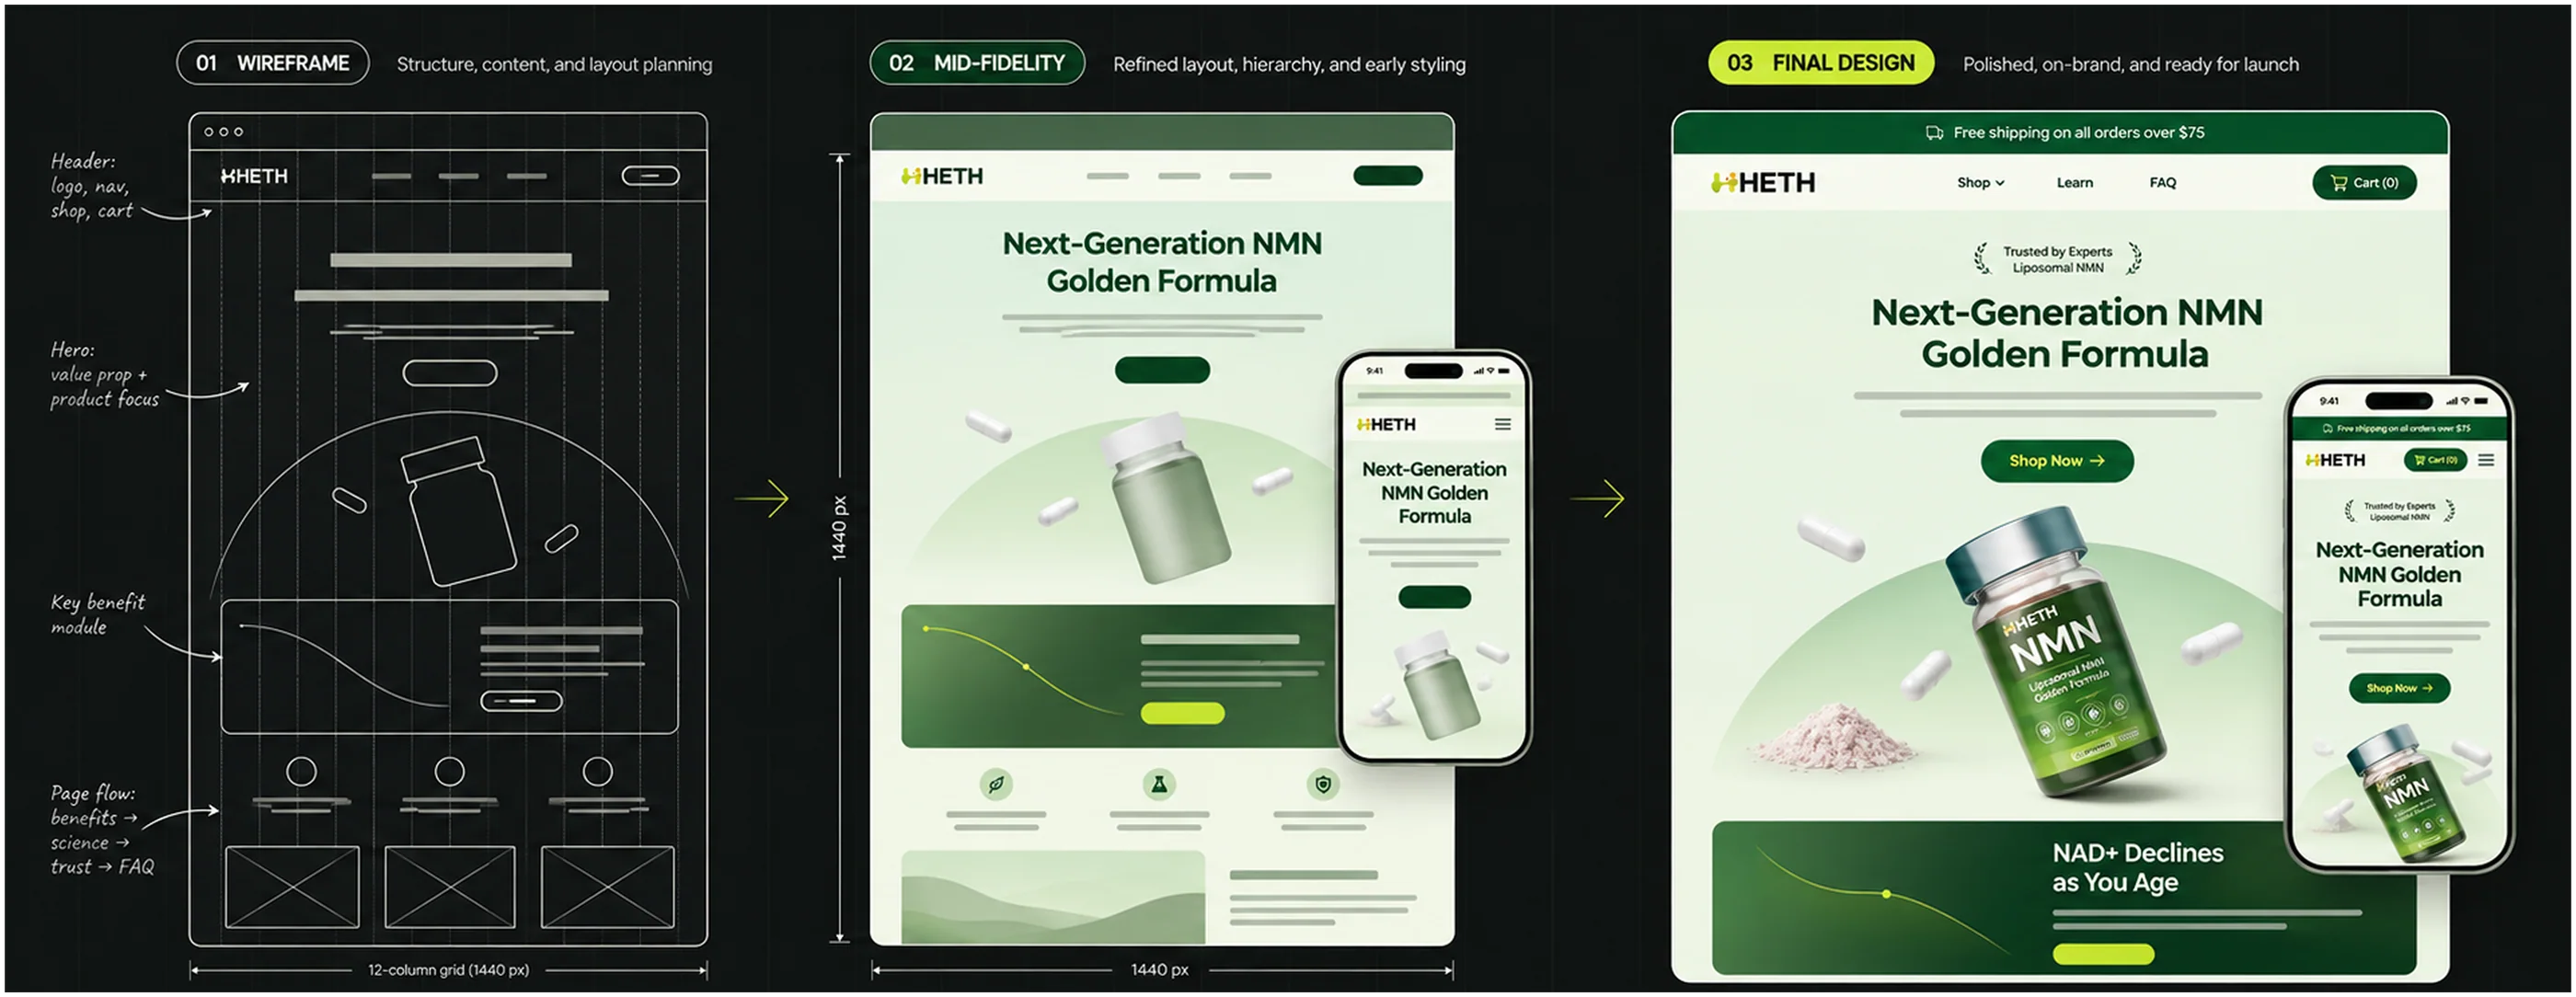 01 WIREFRAME
Structure, content, and layout planning
Header:
logo, nav,
shop, cart
HETH
Hero:
value prop +
product focus
Key benefit
module
Page flow:
benefits →
science →
trust → FAQ
12-column grid (1440 px)
02 MID-FIDELITY
Refined layout, hierarchy, and early styling
1440 px
HETH
Next-Generation NMN
Golden Formula
9:41
HETH
Next-Generation
NMN Golden
Formula
1440 px
03 FINAL DESIGN
Polished, on-brand, and ready for launch
Free shipping on all orders over $75
HETH
Shop
Learn
FAQ
Cart (0)
Trusted by Experts
Liposomal NMN
Next-Generation NMN
Golden Formula
Shop Now →
HETH
NMN
Liposomal NMN
Golden Formula
NAD+ Declines
as You Age
9:41
Free shipping on all orders over $75
HETH
Cart (0)
Trusted by Experts
Liposomal NMN
Next-Generation
NMN Golden
Formula
Shop Now →
NMN